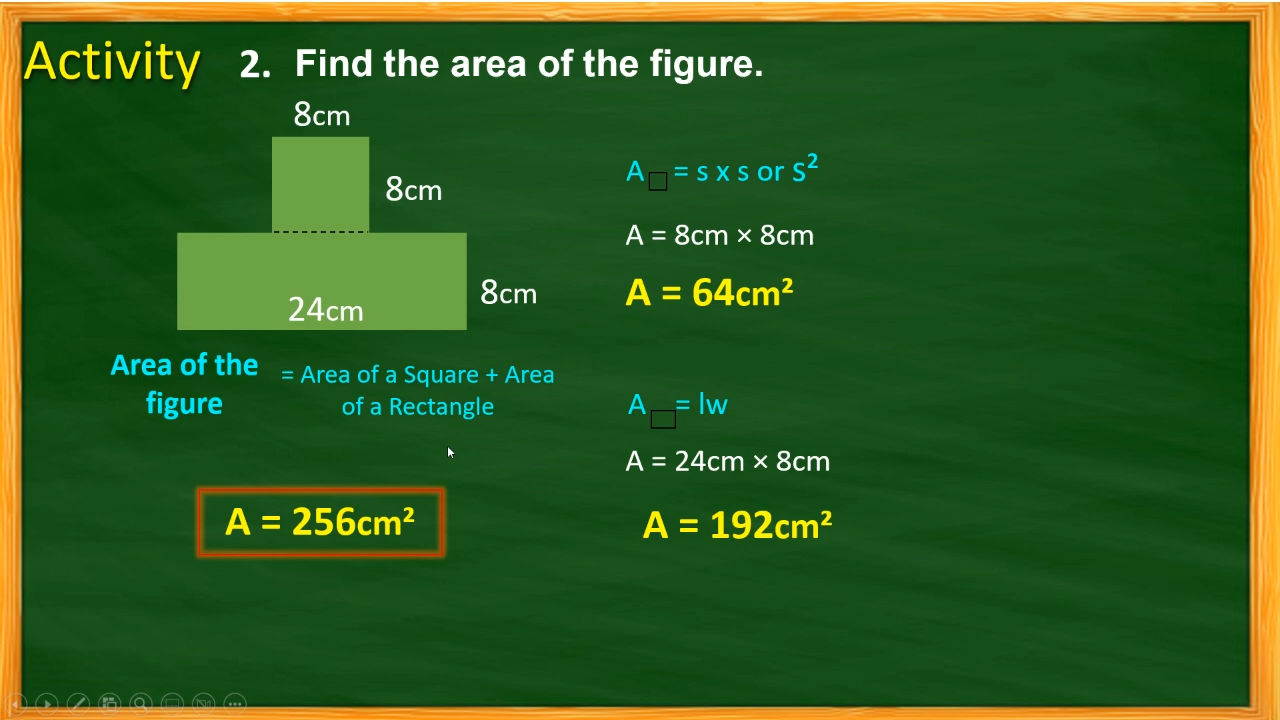 Activity
2. Find the area of the figure.
8cm
8cm
24cm
8cm
Area of the
figure
= Area of a Square + Area
of a Rectangle
A = 256cm²
A = s x s or s²
A = 8cm × 8cm
A = 64cm²
A = lw
A = 24cm × 8cm
A = 192cm²